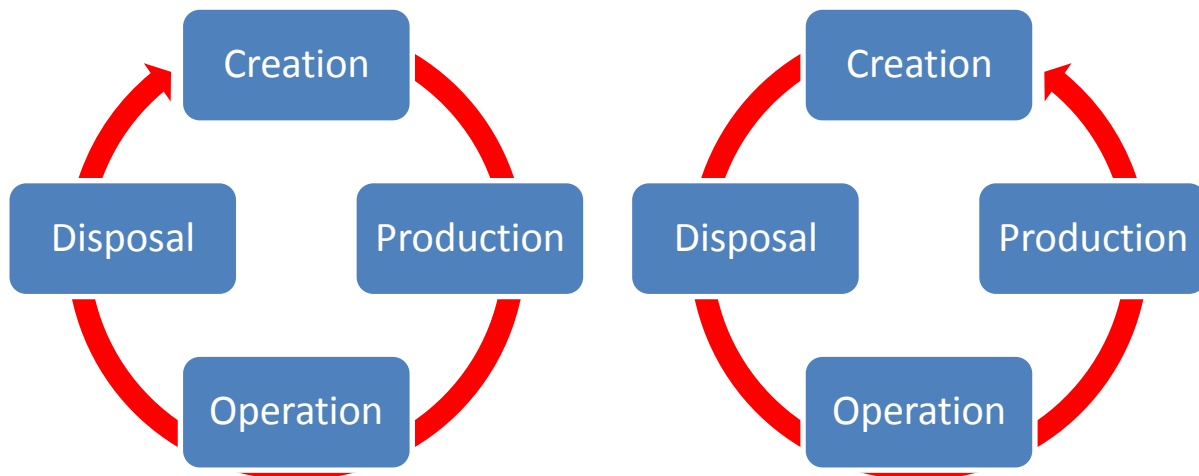 Creation
Creation
Disposal
Production
Disposal
Production
Operation
Operation